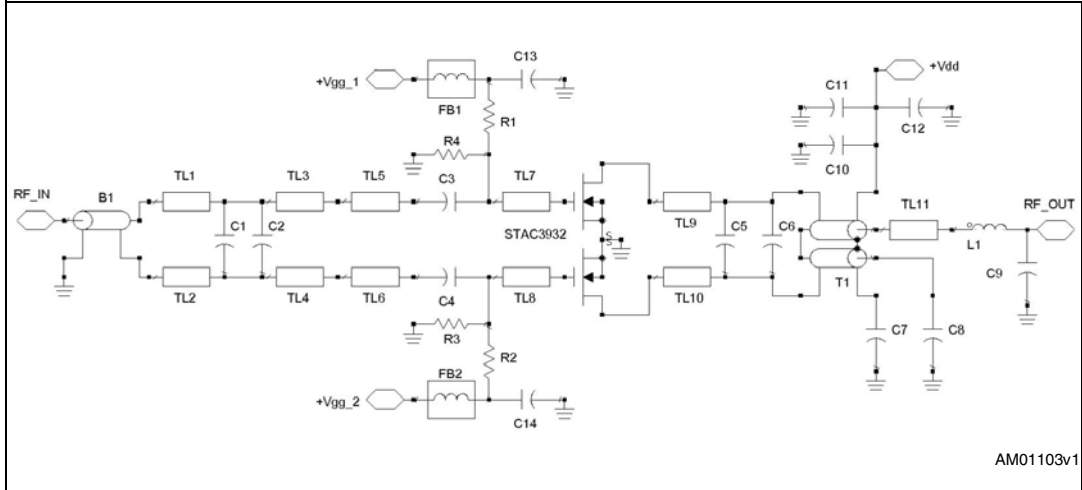 C13
+Vgg_1
FB1
R1
R4
+Vdd
C11
C12
C10
RF_IN
B1
TL1
TL3
TL5
C3
TL7
TL9
TL11
RF_OUT
C1
C2
STAC3932
S
S
C5
C6
L1
C9
TL2
TL4
TL6
C4
TL8
TL10
T1
R3
R2
C7
C8
FB2
+Vgg_2
C14
AM01103v1